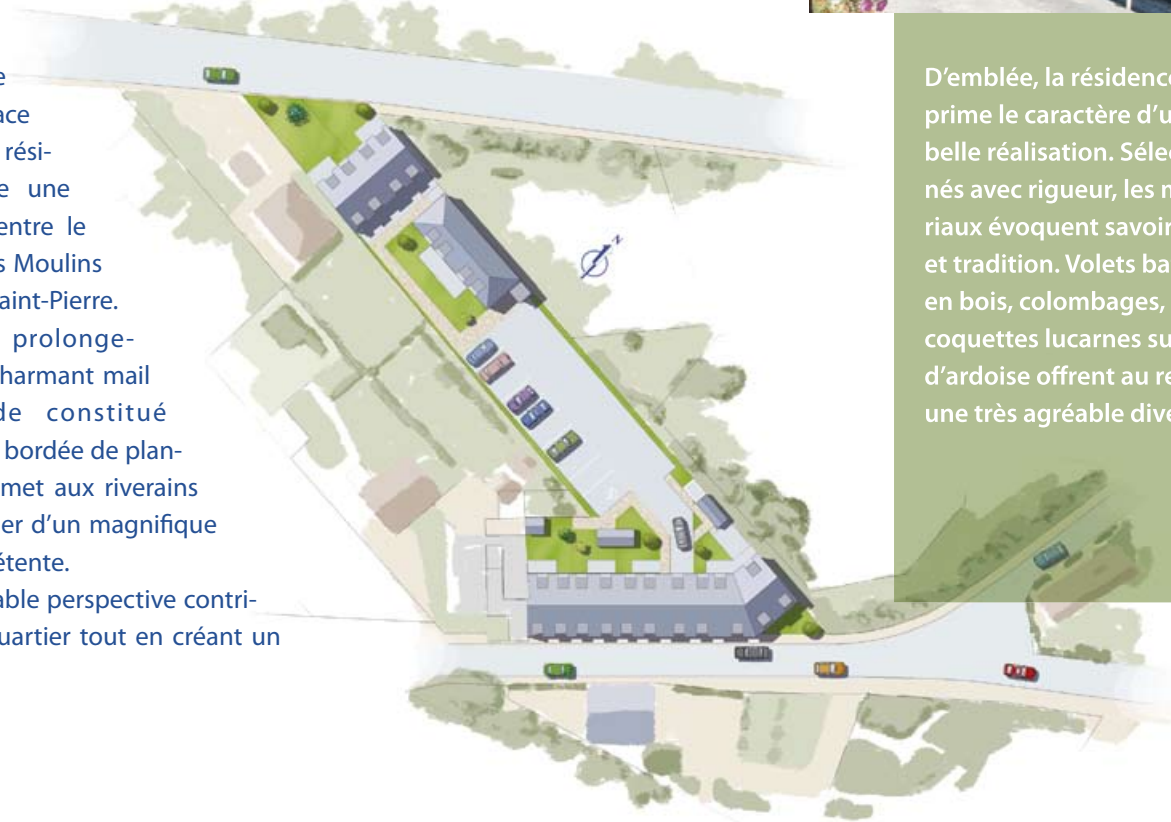 e
ace
rési-
e une
entre le
s Moulins
aint-Pierre.
prolonge-
harmant mail
de constitué
bordée de plan-
met aux riverains
er d'un magnifique
étente.
able perspective contri-
uartier tout en créant un
N
D'emblée, la résidence
prime le caractère d'u
belle réalisation. Sélec
nés avec rigueur, les m
riaux évoquent savoir
et tradition. Volets ba
en bois, colombages,
coquettes lucarnes su
d'ardoise offrent au re
une très agréable dive